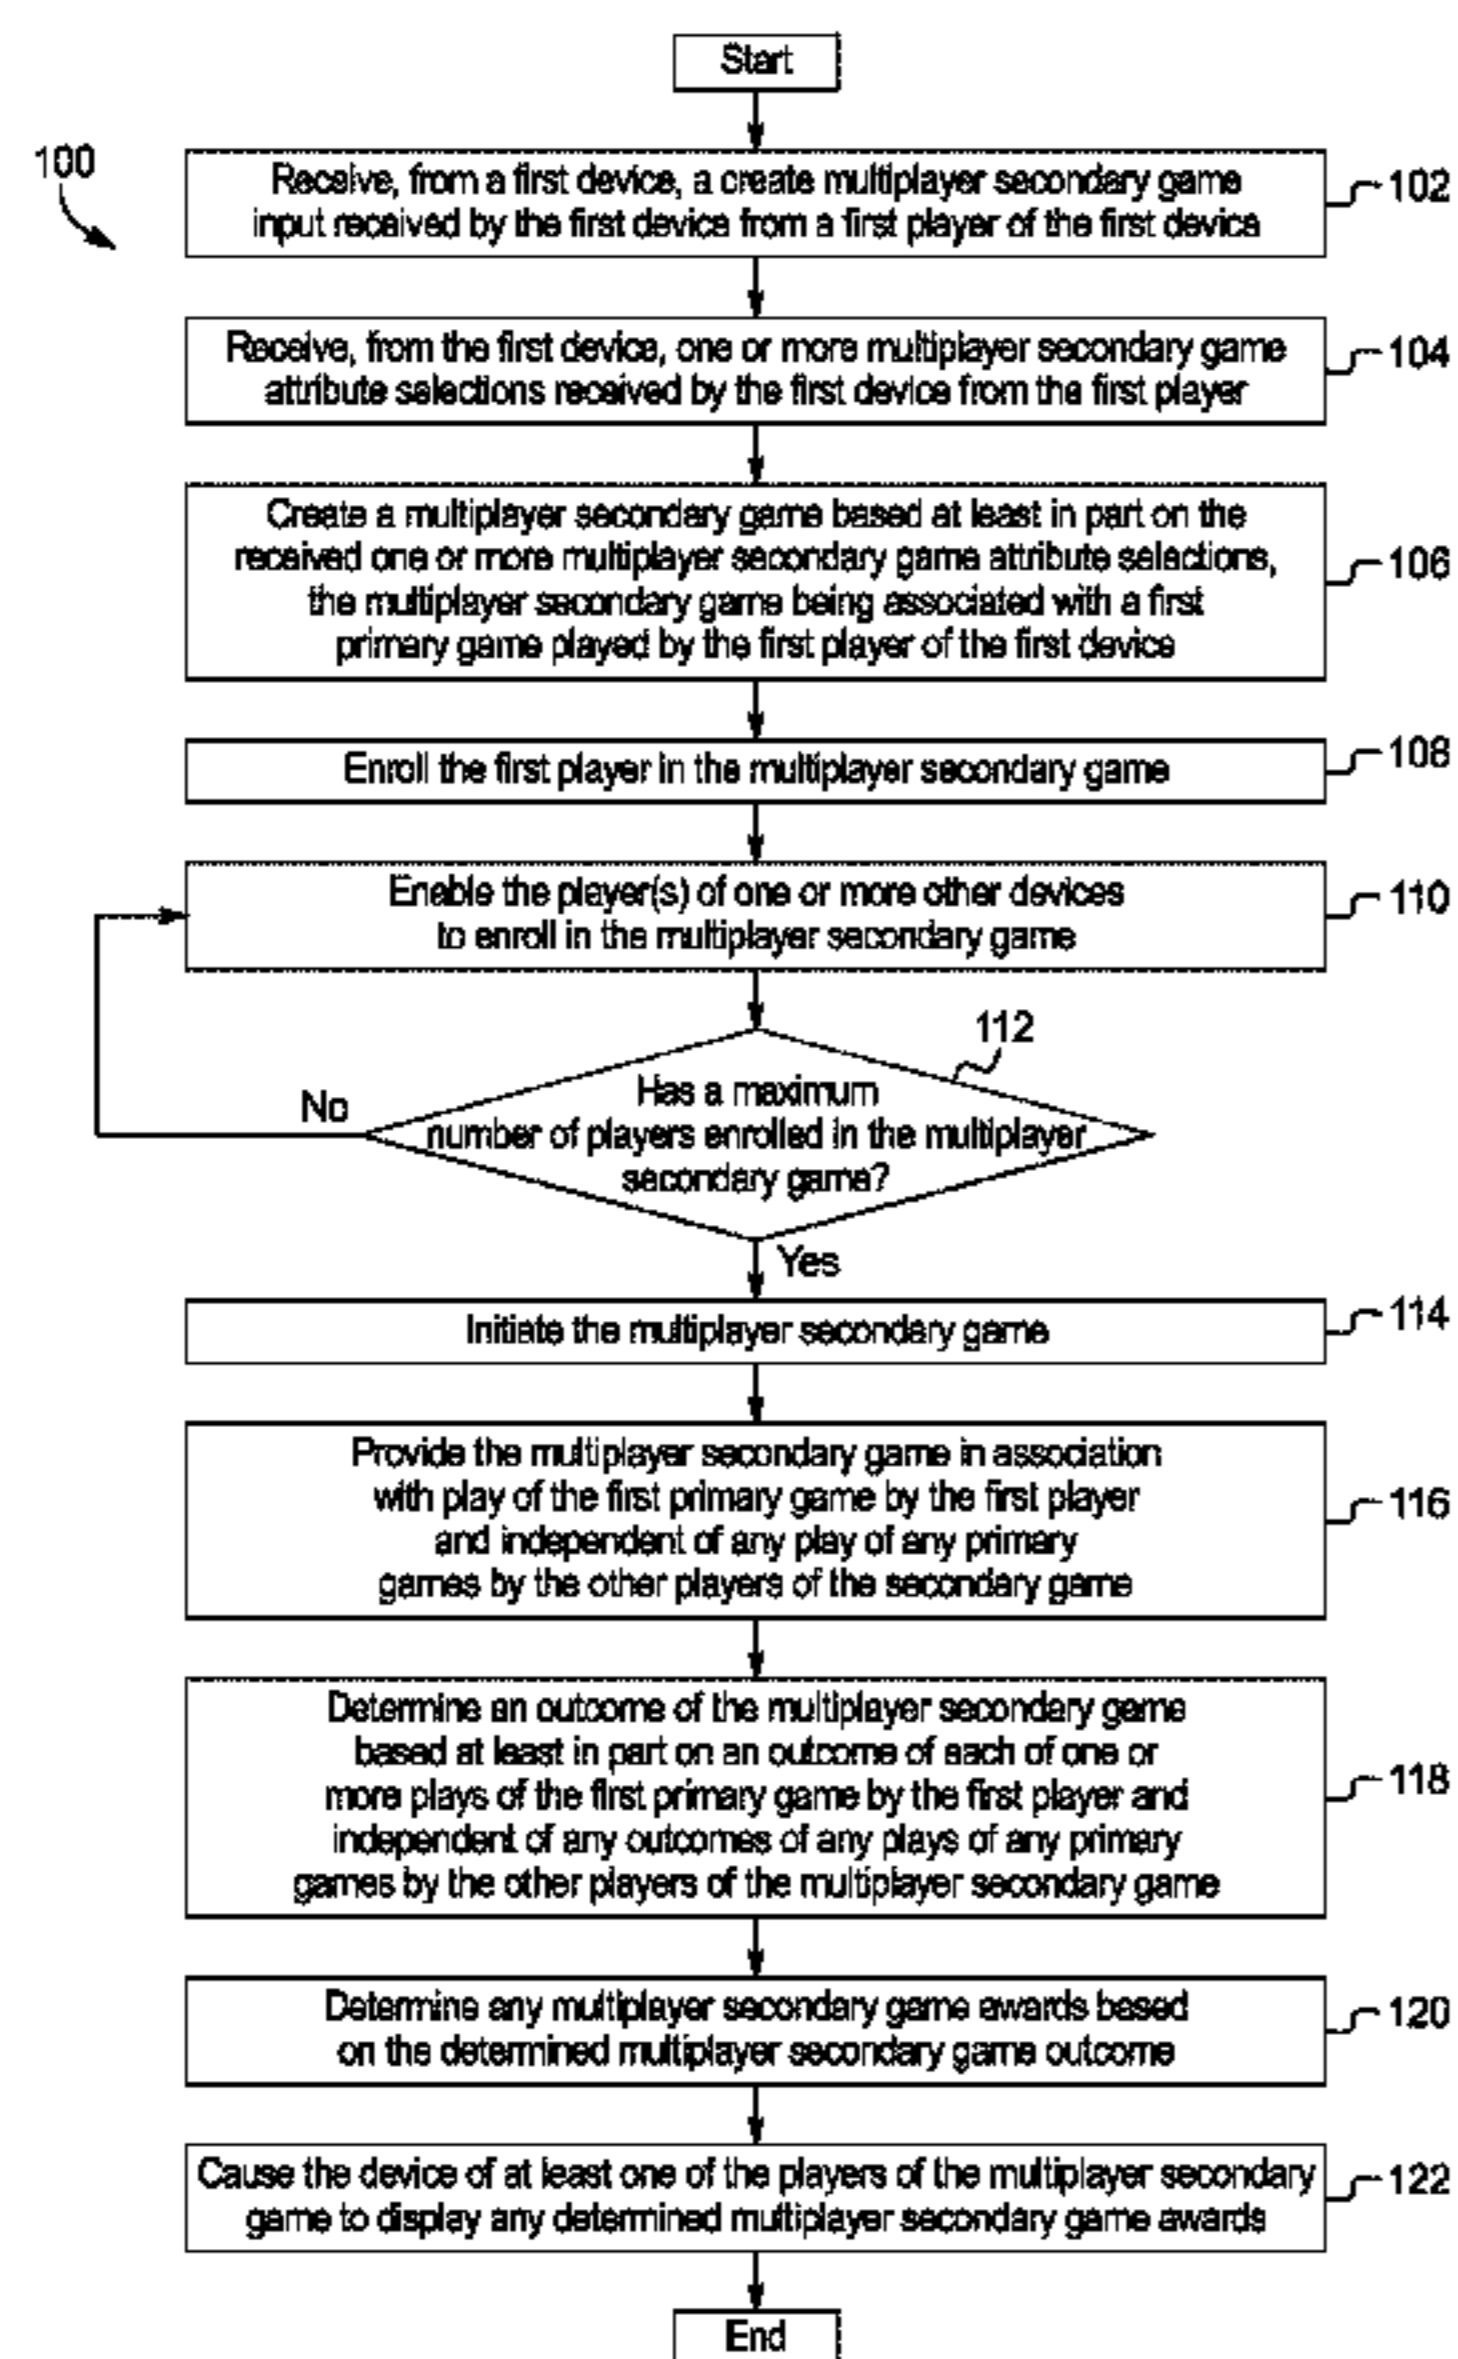 Start
100
Receive, from a first device, a create multiplayer secondary game
input received by the first device from a first player of the first device
102
Receive, from the first device, one or more multiplayer secondary game
attribute selections received by the first device from the first player
104
Create a multiplayer secondary game based at least in part on the
received one or more multiplayer secondary game attribute selections,
the multiplayer secondary game being associated with a first
primary game played by the first player of the first device
106
Enroll the first player in the multiplayer secondary game
108
Enable the player(s) of one or more other devices
to enroll in the multiplayer secondary game
110
112
Has a maximum
number of players enrolled in the multiplayer
secondary game?
No
Yes
Initiate the multiplayer secondary game
114
Provide the multiplayer secondary game in association
with play of the first primary game by the first player
and independent of any play of any primary
games by the other players of the secondary game
116
Determine an outcome of the multiplayer secondary game
based at least in part on an outcome of each of one or
more plays of the first primary game by the first player and
independent of any outcomes of any plays of any primary
games by the other players of the multiplayer secondary game
118
Determine any multiplayer secondary game awards based
on the determined multiplayer secondary game outcome
120
Cause the device of at least one of the players of the multiplayer secondary
game to display any determined multiplayer secondary game awards
122
End